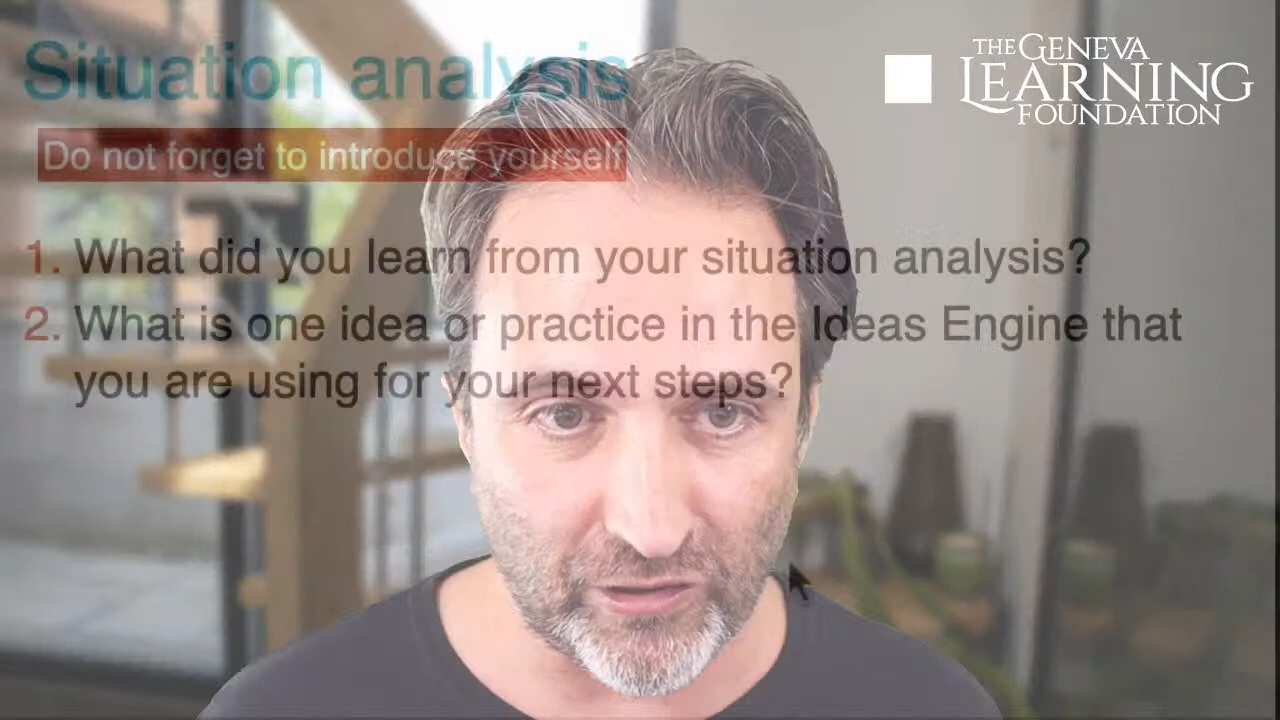 Situation analysis
THE GENEVA
LEARNING
FOUNDATION
Do not forget to introduce yourself
1. What did you learn from your situation analysis?
2. What is one idea or practice in the Ideas Engine that
you are using for your next steps?